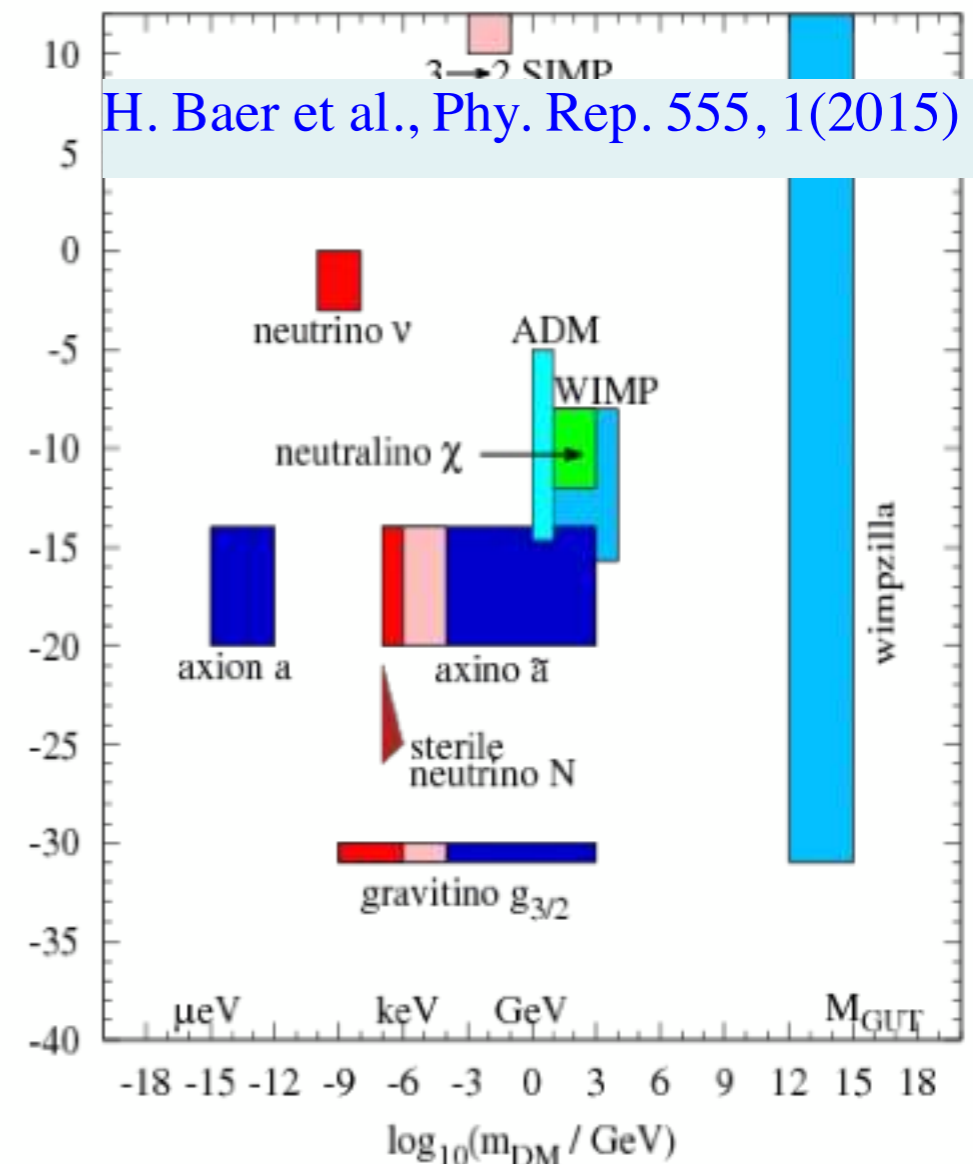 10
3→2 SIMP
H. Baer et al., Phy. Rep. 555, 1(2015)
5
0
neutrino ν
-5
ADM
WIMP
neutralino χ
-10
-15
wimpzilla
-20
axion a
axino ã
-25
sterile
neutrino N
-30
gravitino g3/2
-35
μeV keV GeV MGUT
-40
-18 -15 -12 -9 -6 -3 0 3 6 9 12 15 18
log10(mDM / GeV)